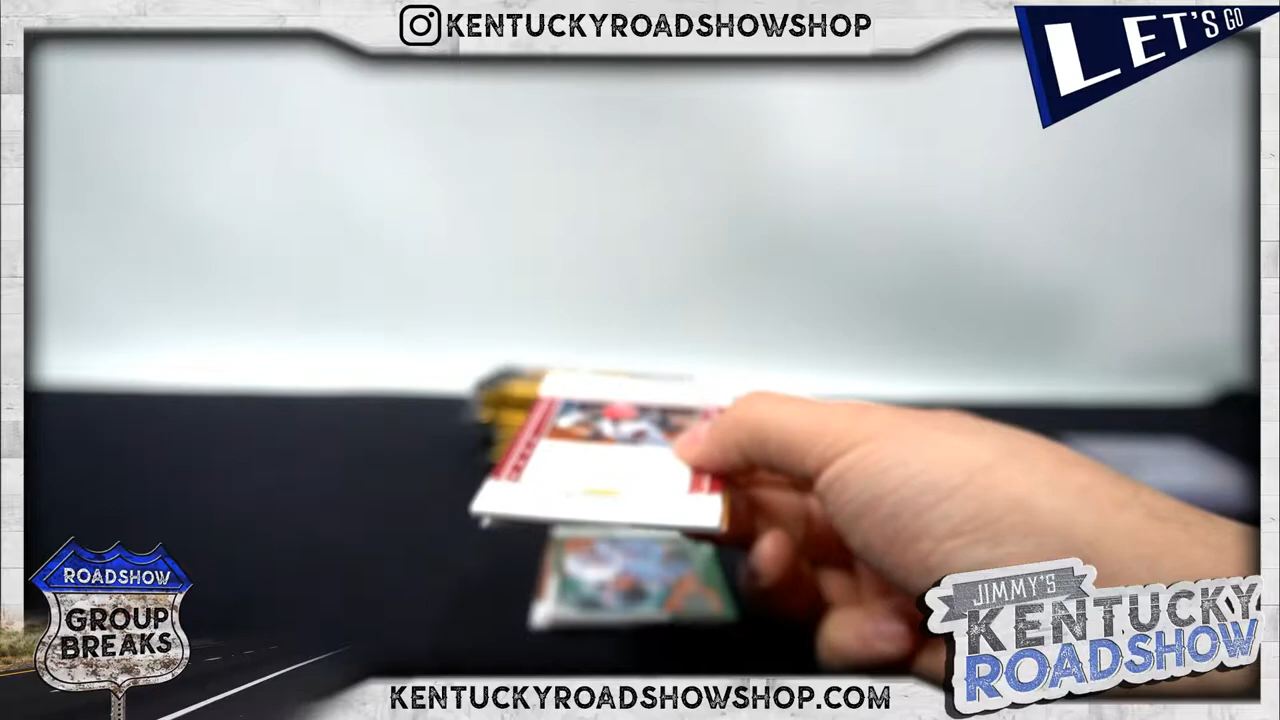 KENTUCKYROADSHOWSHOP
LET'S GO
ROADSHOW
GROUP
BREAKS
JIMMY'S
KENTUCKY
ROADSHOW
KENTUCKYROADSHOWSHOP.COM